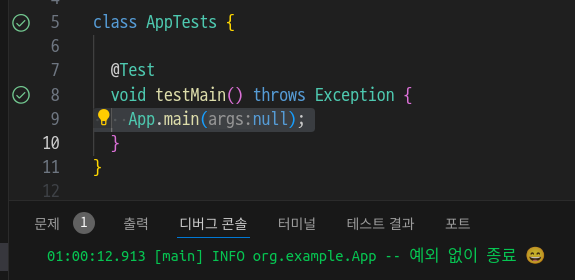 5 class AppTests {
6
7 @Test
8 void testMain() throws Exception {
9 App.main(args:null);
10 }
11 }
12
문제 1 출력 디버그 콘솔 터미널 테스트 결과 포트
01:00:12.913 [main] INFO org.example.App -- 예외 없이 종료 😄